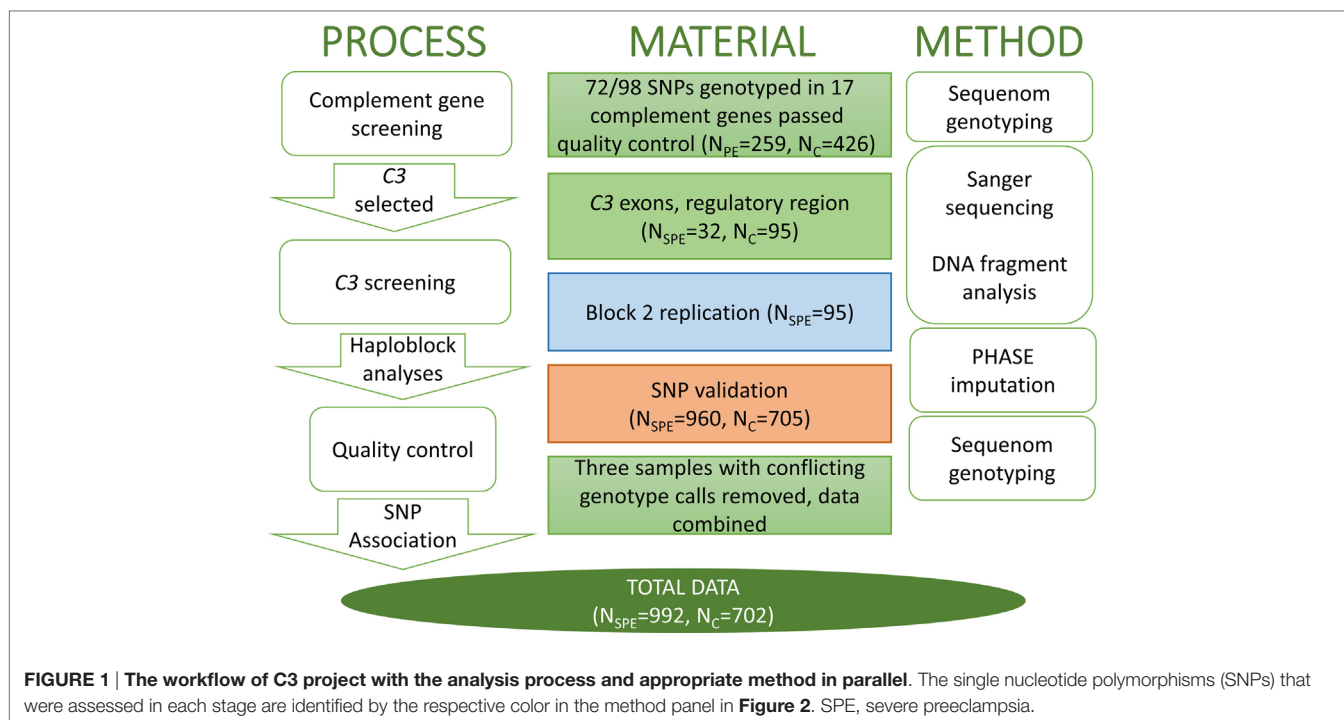 PROCESS
Complement gene
screening
C3
selected
C3 screening
Haploblock
analyses
Quality control
SNP
Association
MATERIAL
72/98 SNPs genotyped in 17
complement genes passed
quality control (NPE=259, NC=426)
C3 exons, regulatory region
(NSPE=32, NC=95)
Block 2 replication (NSPE=95)
SNP validation
(NSPE=960, NC=705)
Three samples with conflicting
genotype calls removed, data
combined
METHOD
Sequenom
genotyping
Sanger
sequencing
DNA fragment
analysis
PHASE
imputation
Sequenom
genotyping
TOTAL DATA
(NSPE=992, NC=702)
FIGURE 1 | The workflow of C3 project with the analysis process and appropriate method in parallel. The single nucleotide polymorphisms (SNPs) that
were assessed in each stage are identified by the respective color in the method panel in Figure 2. SPE, severe preeclampsia.